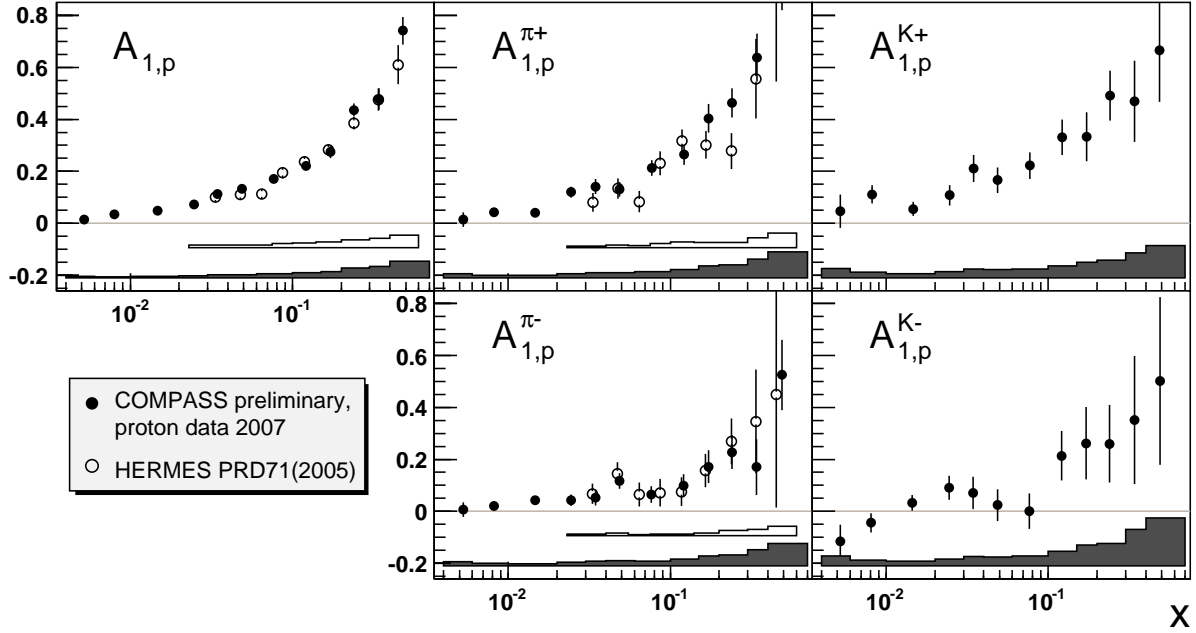 0.8
0.6
0.4
0.2
0
-0.2
A1,p
10-2
10-1
Aπ+1,p
AK+1,p
0.8
0.6
0.4
0.2
0
-0.2
Aπ-1,p
10-2
10-1
AK-1,p
10-2
10-1
x
COMPASS preliminary,
proton data 2007
HERMES PRD71(2005)